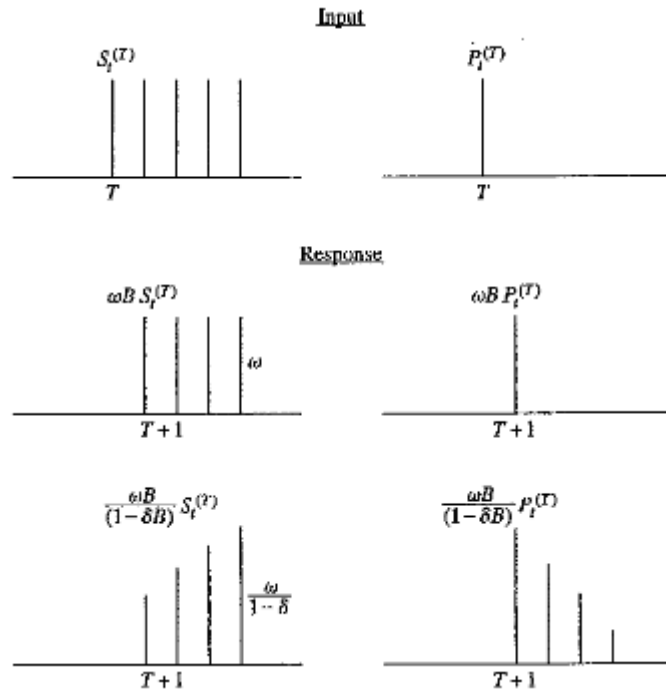 Input
S_t^(T)
P_t^(T)
T
T
Response
ωB S_t^(T)
ωB P_t^(T)
ω
T + 1
T + 1
ωB/(1 − δB) S_t^(T)
ωB/(1 − δB) P_t^(T)
ω/1 − δ
T + 1
T + 1